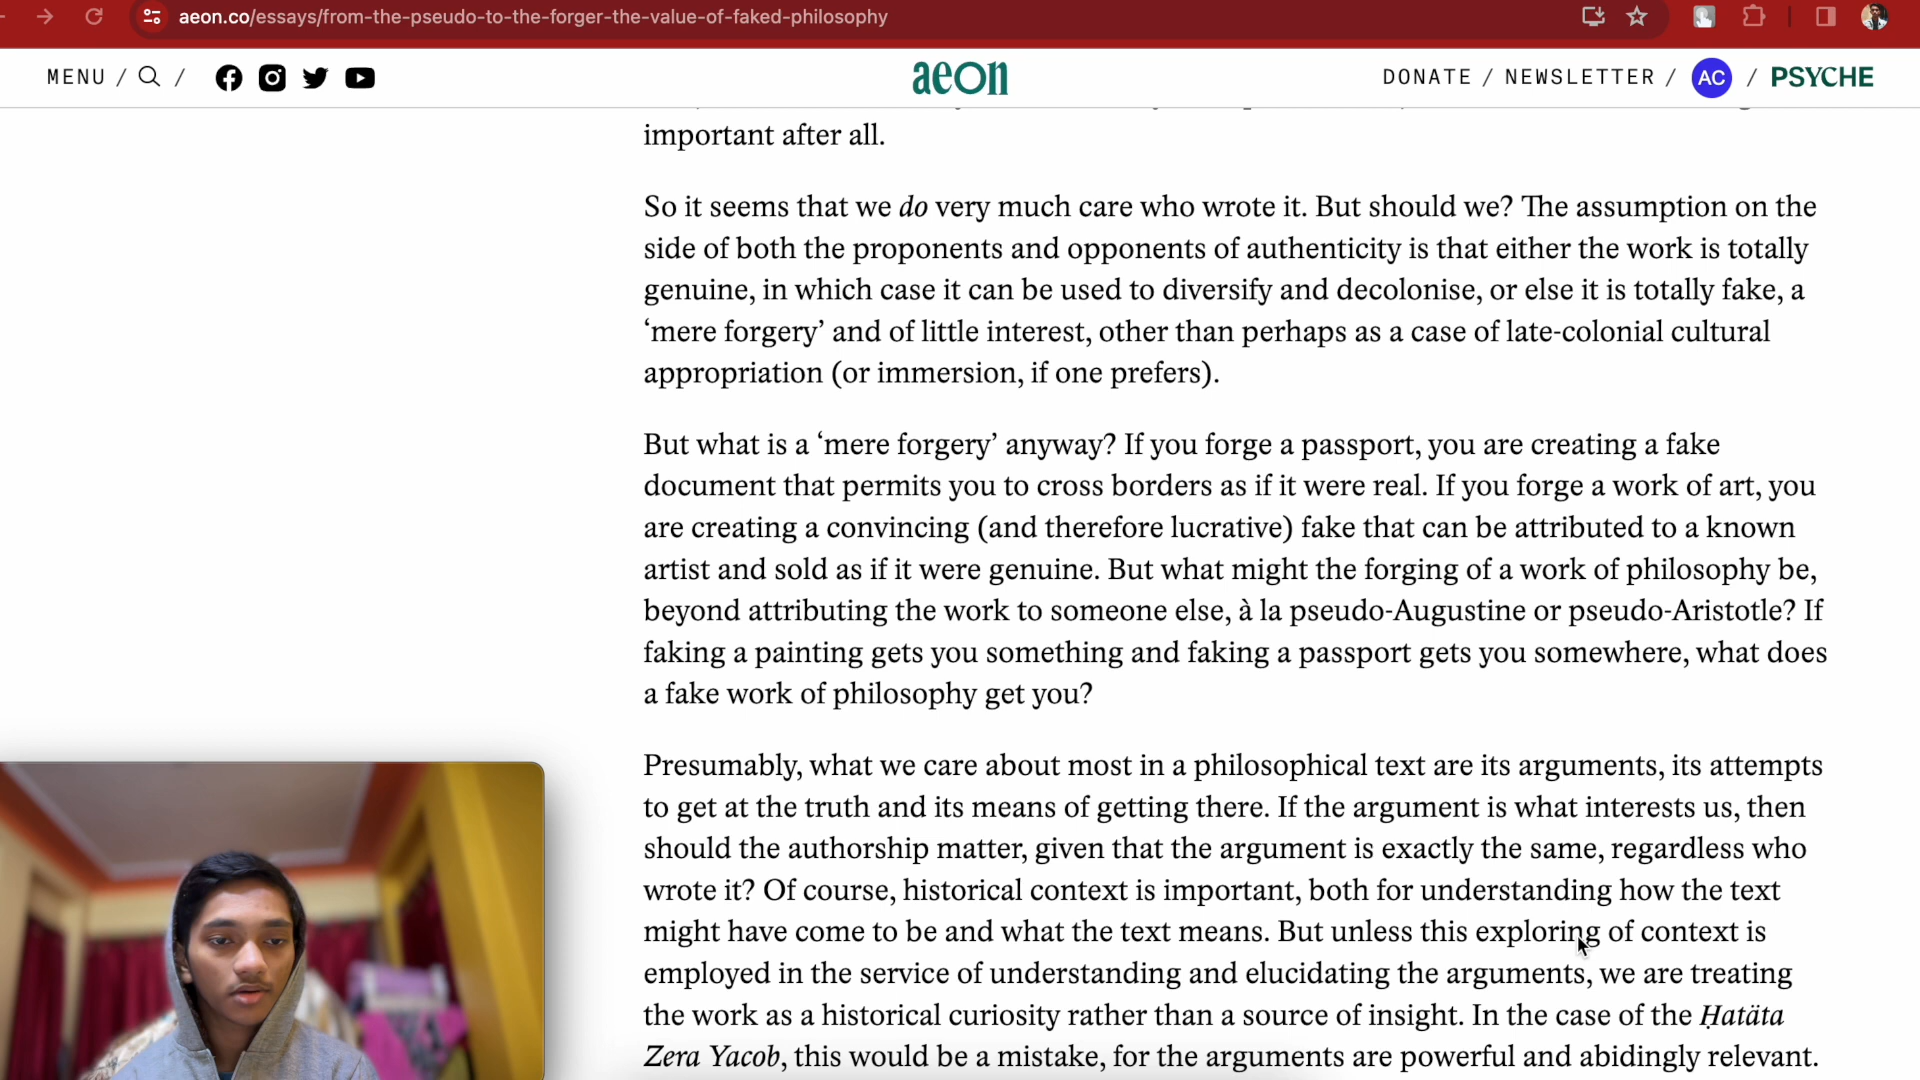 aeon.co/essays/from-the-pseudo-to-the-forger-the-value-of-faked-philosophy
MENU / /
aeon
DONATE / NEWSLETTER / AC / PSYCHE
important after all.
So it seems that we do very much care who wrote it. But should we? The assumption on the
side of both the proponents and opponents of authenticity is that either the work is totally
genuine, in which case it can be used to diversify and decolonise, or else it is totally fake, a
‘mere forgery’ and of little interest, other than perhaps as a case of late-colonial cultural
appropriation (or immersion, if one prefers).
But what is a ‘mere forgery’ anyway? If you forge a passport, you are creating a fake
document that permits you to cross borders as if it were real. If you forge a work of art, you
are creating a convincing (and therefore lucrative) fake that can be attributed to a known
artist and sold as if it were genuine. But what might the forging of a work of philosophy be,
beyond attributing the work to someone else, à la pseudo-Augustine or pseudo-Aristotle? If
faking a painting gets you something and faking a passport gets you somewhere, what does
a fake work of philosophy get you?
Presumably, what we care about most in a philosophical text are its arguments, its attempts
to get at the truth and its means of getting there. If the argument is what interests us, then
should the authorship matter, given that the argument is exactly the same, regardless who
wrote it? Of course, historical context is important, both for understanding how the text
might have come to be and what the text means. But unless this exploring of context is
employed in the service of understanding and elucidating the arguments, we are treating
the work as a historical curiosity rather than a source of insight. In the case of the Ḥatäta
Zera Yacob, this would be a mistake, for the arguments are powerful and abidingly relevant.